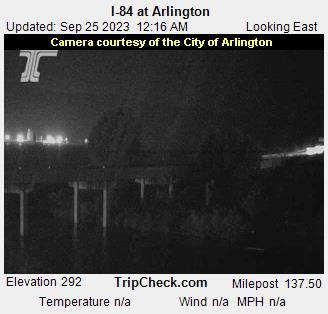 I-84 at Arlington
Updated: Sep 25 2023 12:16 AM Looking East
Camera courtesy of the City of Arlington
Elevation 292 TripCheck.com Milepost 137.50
Temperature n/a Wind n/a MPH n/a